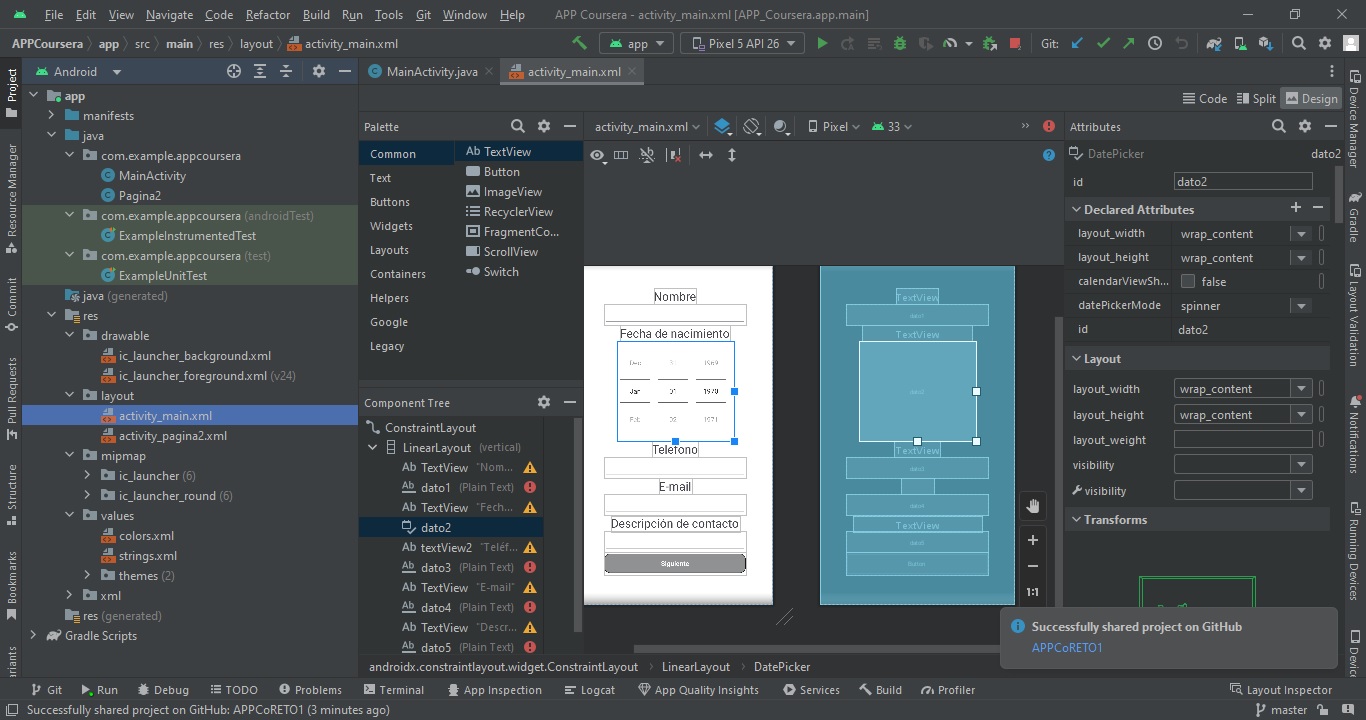 File Edit View Navigate Code Refactor Build Run Tools Git Window Help APP Coursera - activity_main.xml [APP_Coursera.app.main]
APPCoursera app src main res layout activity_main.xml app Pixel 5 API 26 Git:
Android MainActivity.java activity_main.xml
Code Split Design
Project
Resource Manager
Commit
Pull Requests
Structure
Bookmarks
app
manifests
java
com.example.appcoursera
MainActivity
Pagina2
com.example.appcoursera (androidTest)
ExampleInstrumentedTest
com.example.appcoursera (test)
ExampleUnitTest
java (generated)
res
drawable
ic_launcher_background.xml
ic_launcher_foreground.xml (v24)
layout
activity_main.xml
activity_pagina2.xml
mipmap
ic_launcher (6)
ic_launcher_round (6)
values
colors.xml
strings.xml
themes (2)
xml
res (generated)
Gradle Scripts
Palette
Common
Text
Buttons
Widgets
Layouts
Containers
Helpers
Google
Legacy
Ab TextView
Button
ImageView
RecyclerView
FragmentCo...
ScrollView
Switch
Component Tree
ConstraintLayout
LinearLayout (vertical)
Ab TextView "Nom...
Ab dato1 (Plain Text)
Ab TextView "Fech...
dato2
Ab textView2 "Teléf...
Ab dato3 (Plain Text)
Ab TextView "E-mail"
Ab dato4 (Plain Text)
Ab TextView "Descr...
Ab dato5 (Plain Text)
activity_main.xml Pixel 33
Nombre
Fecha de nacimiento
Dec 31 1969
Jan 01 1970
Feb 02 1971
Telefono
E-mail
Descripción de contacto
Siguiente
TextView
dato1
TextView
dato2
TextView
dato3
dato4
TextView
dato5
Button
1:1
androidx.constraintlayout.widget.ConstraintLayout LinearLayout DatePicker
Attributes
DatePicker dato2
id dato2
Declared Attributes
layout_width wrap_content
layout_height wrap_content
calendarViewSh... false
datePickerMode spinner
id dato2
Layout
layout_width wrap_content
layout_height wrap_content
layout_weight
visibility
visibility
Transforms
Successfully shared project on GitHub
APPCoRETO1
Device Manager
Gradle
Layout Validation
Notifications
Running Devices
Git Run Debug TODO Problems Terminal App Inspection Logcat App Quality Insights Services Build Profiler Layout Inspector
Successfully shared project on GitHub: APPCoRETO1 (3 minutes ago) master